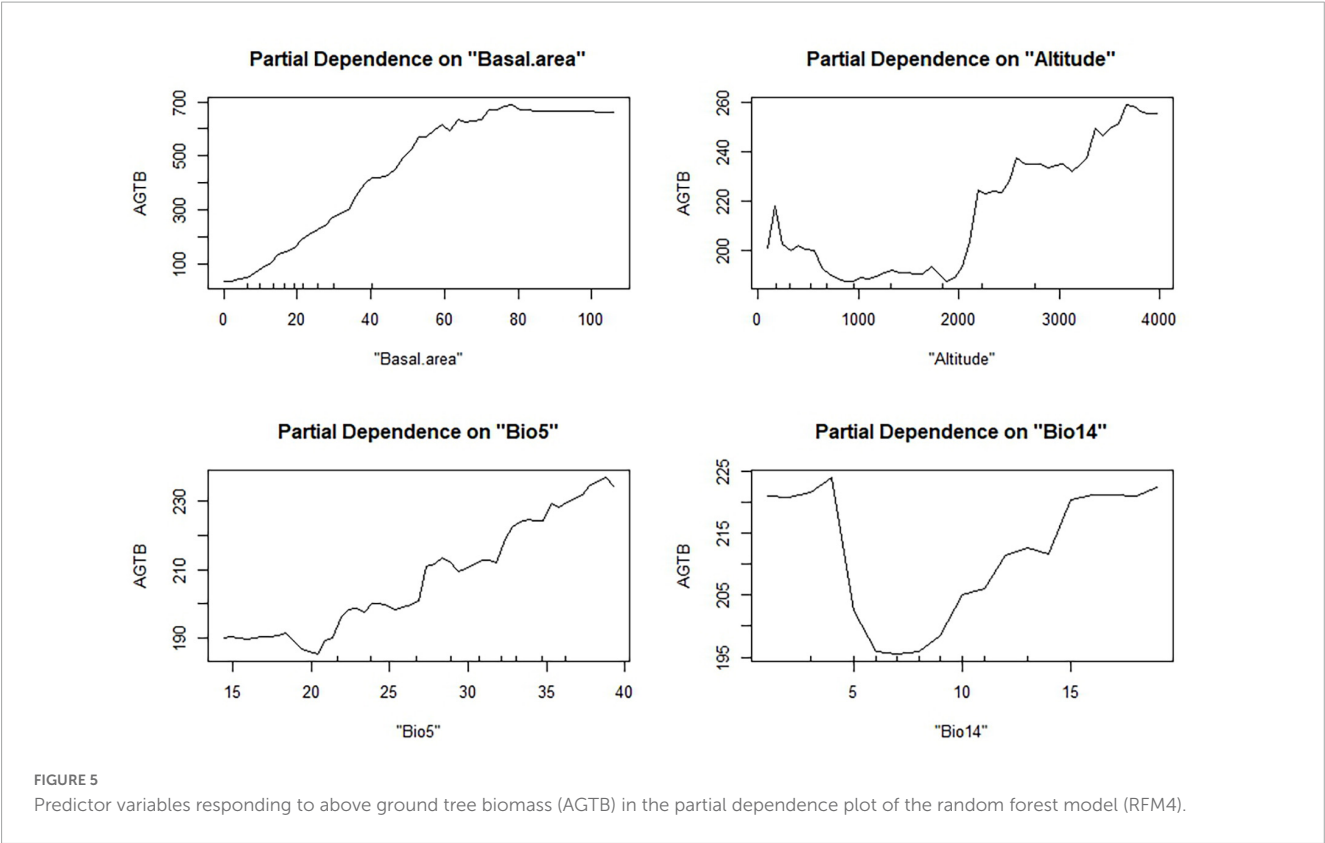 Partial Dependence on "Basal.area"
AGTB
100 300 500 700
0 20 40 60 80 100
"Basal.area"
Partial Dependence on "Altitude"
AGTB
200 220 240 260
0 1000 2000 3000 4000
"Altitude"
Partial Dependence on "Bio5"
AGTB
190 210 230
15 20 25 30 35 40
"Bio5"
Partial Dependence on "Bio14"
AGTB
195 205 215 225
5 10 15
"Bio14"
FIGURE 5
Predictor variables responding to above ground tree biomass (AGTB) in the partial dependence plot of the random forest model (RFM4).